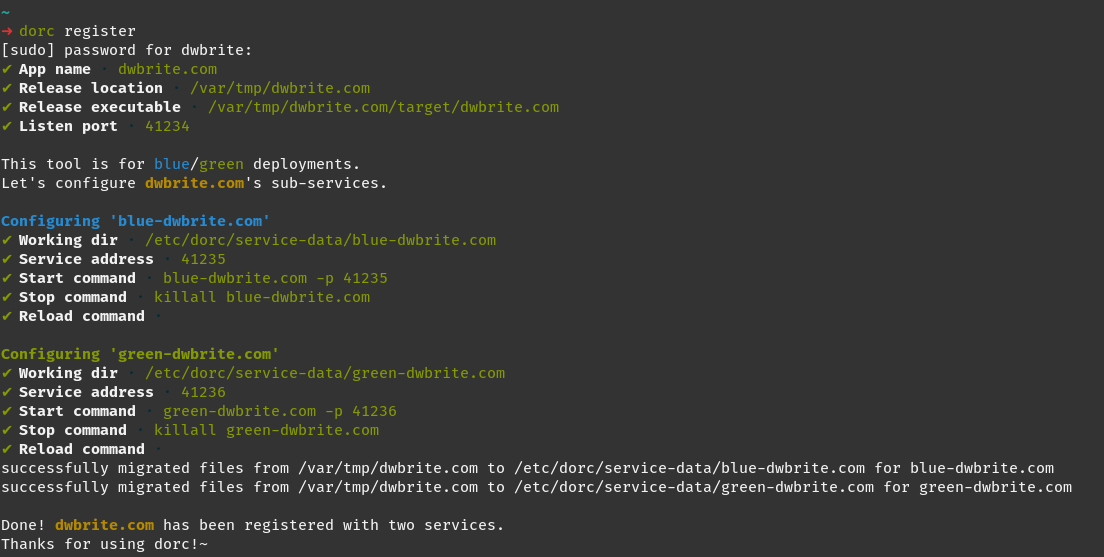 ~
→ dorc register
[sudo] password for dwbrite:
✔ App name · dwbrite.com
✔ Release location · /var/tmp/dwbrite.com
✔ Release executable · /var/tmp/dwbrite.com/target/dwbrite.com
✔ Listen port · 41234
This tool is for blue/green deployments.
Let's configure dwbrite.com's sub-services.
Configuring 'blue-dwbrite.com'
✔ Working dir · /etc/dorc/service-data/blue-dwbrite.com
✔ Service address · 41235
✔ Start command · blue-dwbrite.com -p 41235
✔ Stop command · killall blue-dwbrite.com
✔ Reload command ·
Configuring 'green-dwbrite.com'
✔ Working dir · /etc/dorc/service-data/green-dwbrite.com
✔ Service address · 41236
✔ Start command · green-dwbrite.com -p 41236
✔ Stop command · killall green-dwbrite.com
✔ Reload command ·
successfully migrated files from /var/tmp/dwbrite.com to /etc/dorc/service-data/blue-dwbrite.com for blue-dwbrite.com
successfully migrated files from /var/tmp/dwbrite.com to /etc/dorc/service-data/green-dwbrite.com for green-dwbrite.com
Done! dwbrite.com has been registered with two services.
Thanks for using dorc!~